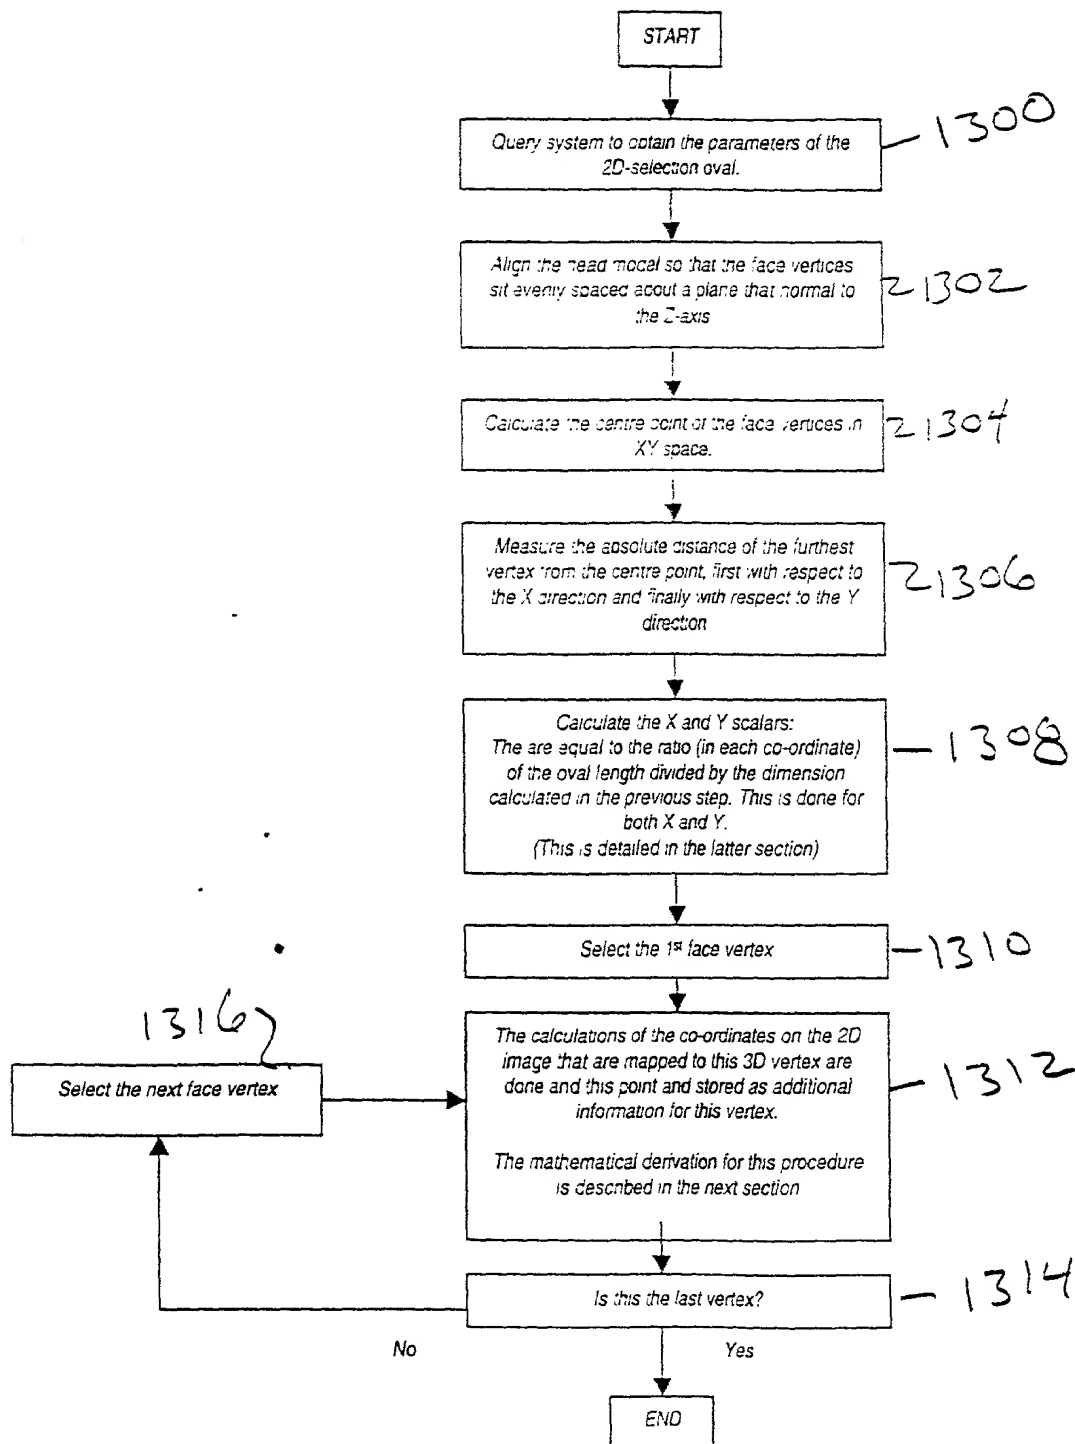 START
Query system to obtain the parameters of the
2D-selection oval.
1300
Align the head model so that the face vertices
sit evenly spaced about a plane that normal to
the Z-axis
1302
Calculate the centre point of the face vertices in
XY space.
1304
Measure the absolute distance of the furthest
vertex from the centre point, first with respect to
the X direction and finally with respect to the Y
direction
1306
Calculate the X and Y scalars:
The are equal to the ratio (in each co-ordinate)
of the oval length divided by the dimension
calculated in the previous step. This is done for
both X and Y.
(This is detailed in the latter section)
1308
Select the 1st face vertex
1310
1316
Select the next face vertex
The calculations of the co-ordinates on the 2D
image that are mapped to this 3D vertex are
done and this point and stored as additional
information for this vertex.
The mathematical derivation for this procedure
is described in the next section
1312
Is this the last vertex?
1314
No
Yes
END